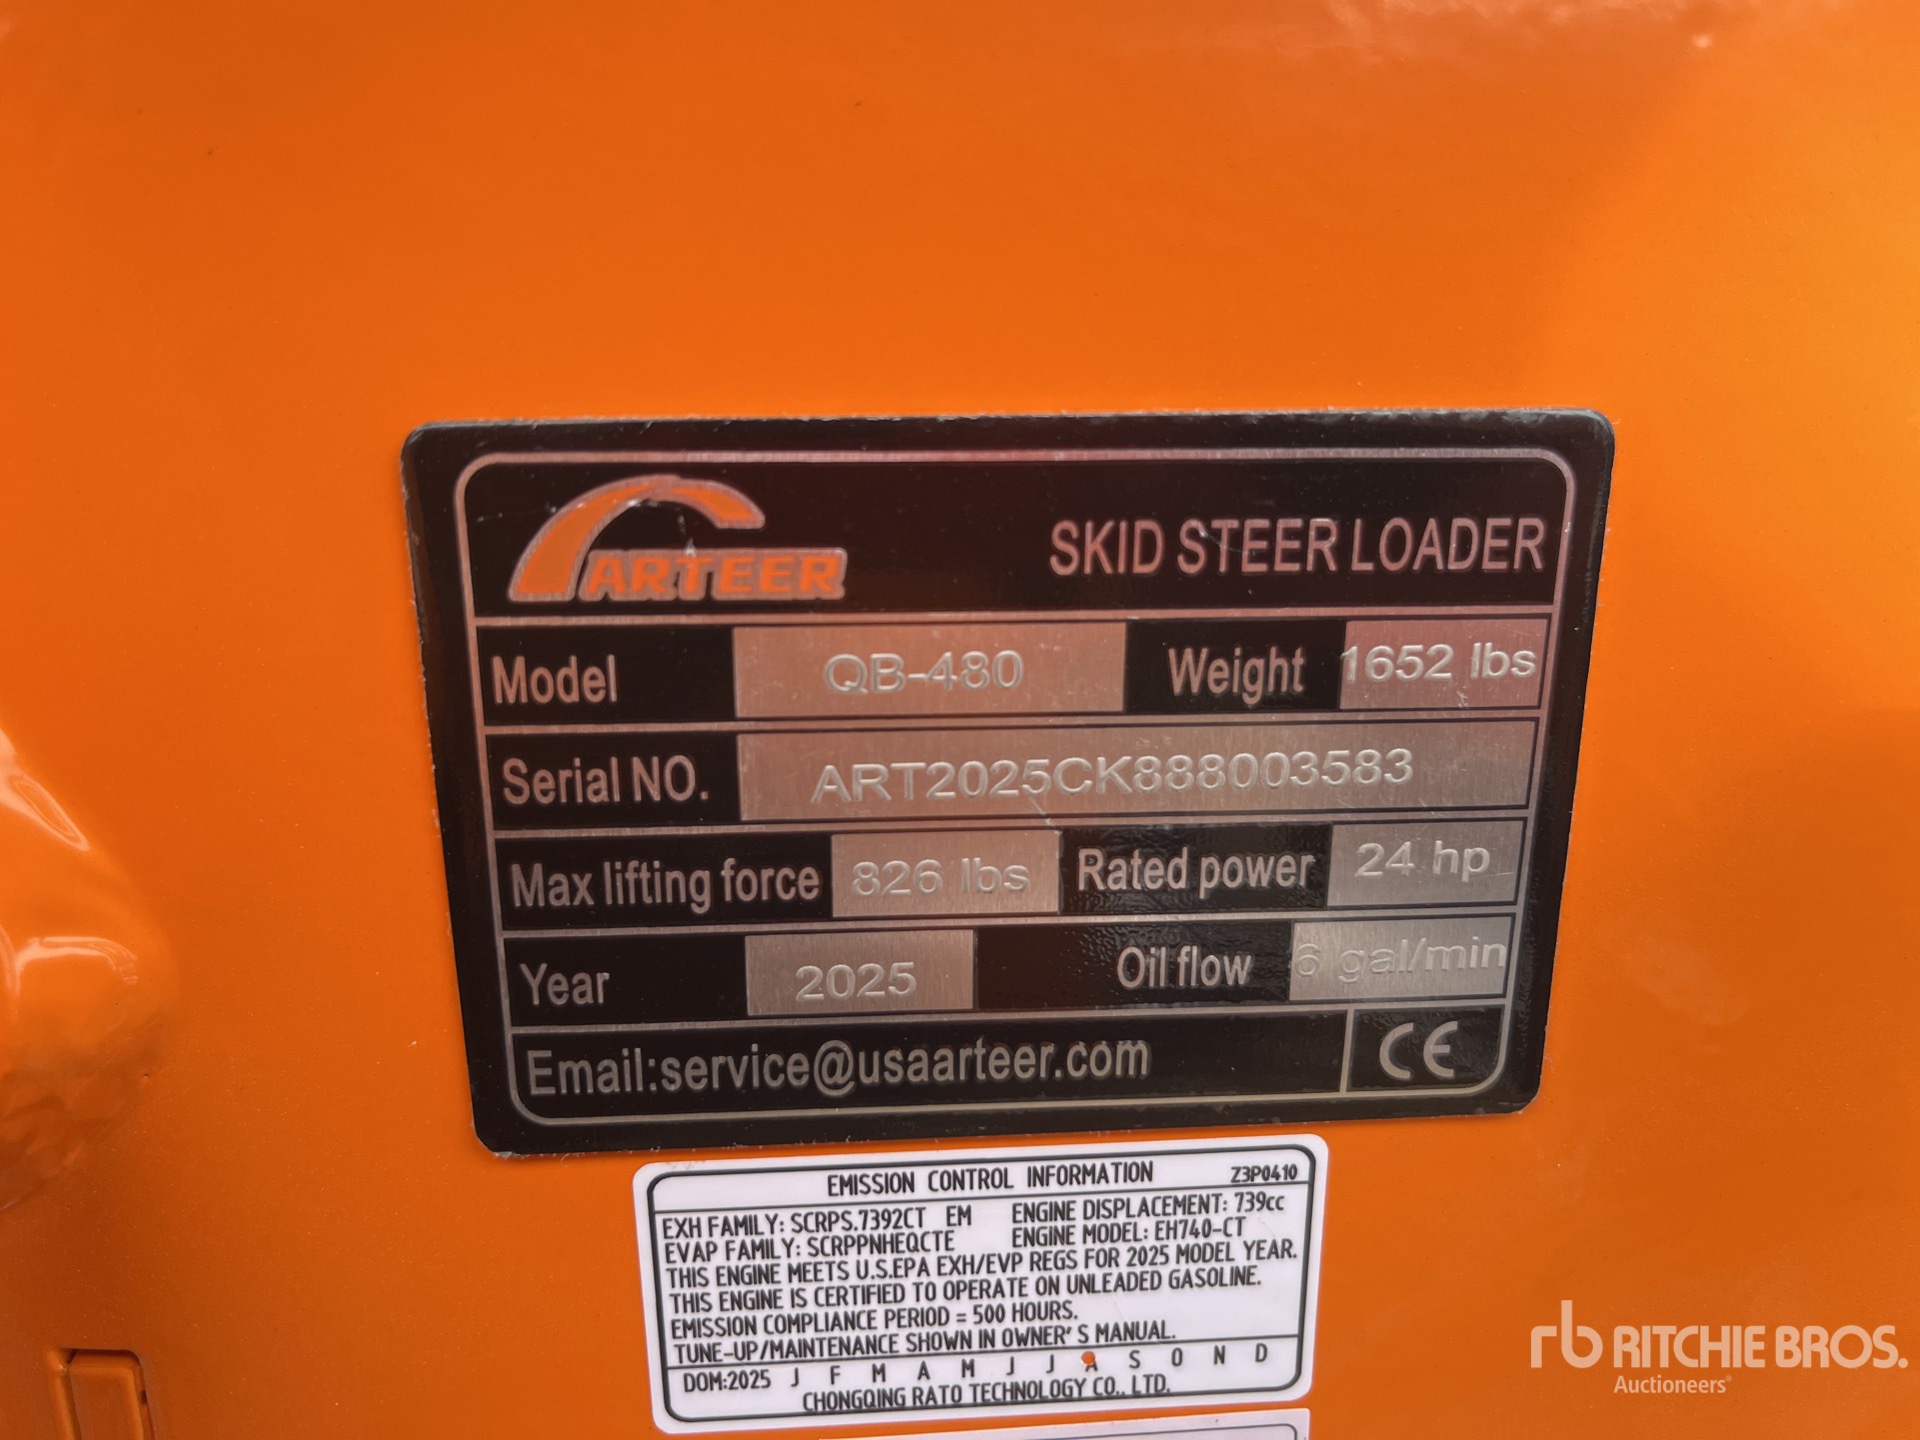 ARTEER
SKID STEER LOADER
Model QB-480 Weight 1652 lbs
Serial NO. ART2025CK888003583
Max lifting force 826 lbs Rated power 24 hp
Year 2025 Oil flow 6 gal/min
Email:service@usaarteer.com CE
EMISSION CONTROL INFORMATION Z3P0410
EXH FAMILY: SCRPS.7392CT EM ENGINE DISPLACEMENT: 739cc
EVAP FAMILY: SCRPPNHEQCTE ENGINE MODEL: EH740-CT
THIS ENGINE MEETS U.S.EPA EXH/EVP REGS FOR 2025 MODEL YEAR.
THIS ENGINE IS CERTIFIED TO OPERATE ON UNLEADED GASOLINE.
EMISSION COMPLIANCE PERIOD = 500 HOURS.
TUNE-UP/MAINTENANCE SHOWN IN OWNER'S MANUAL.
DOM:2025 J F M A M J J A S O N D
CHONGQING RATO TECHNOLOGY CO., LTD.
rb RITCHIE BROS.
Auctioneers